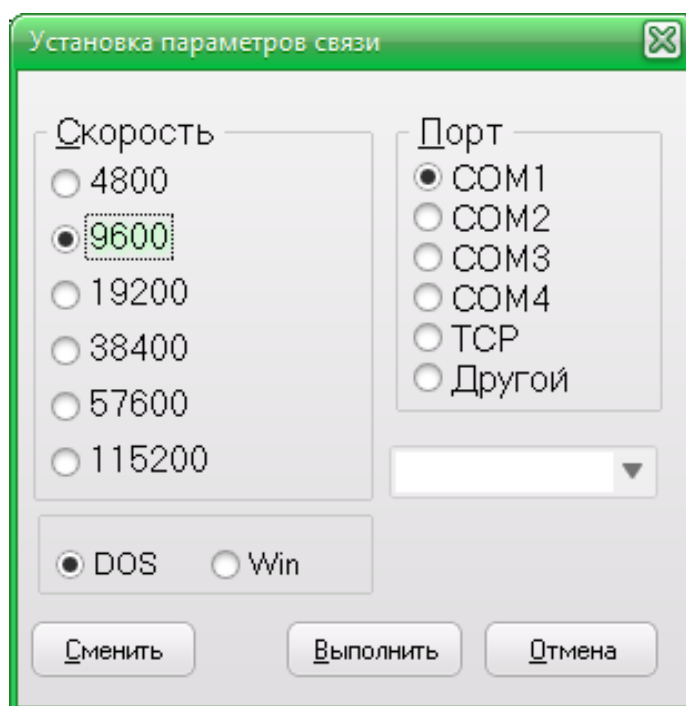 Установка параметров связи
Скорость
4800
9600
19200
38400
57600
115200
Порт
COM1
COM2
COM3
COM4
TCP
Другой
DOS
Win
Сменить
Выполнить
Отмена